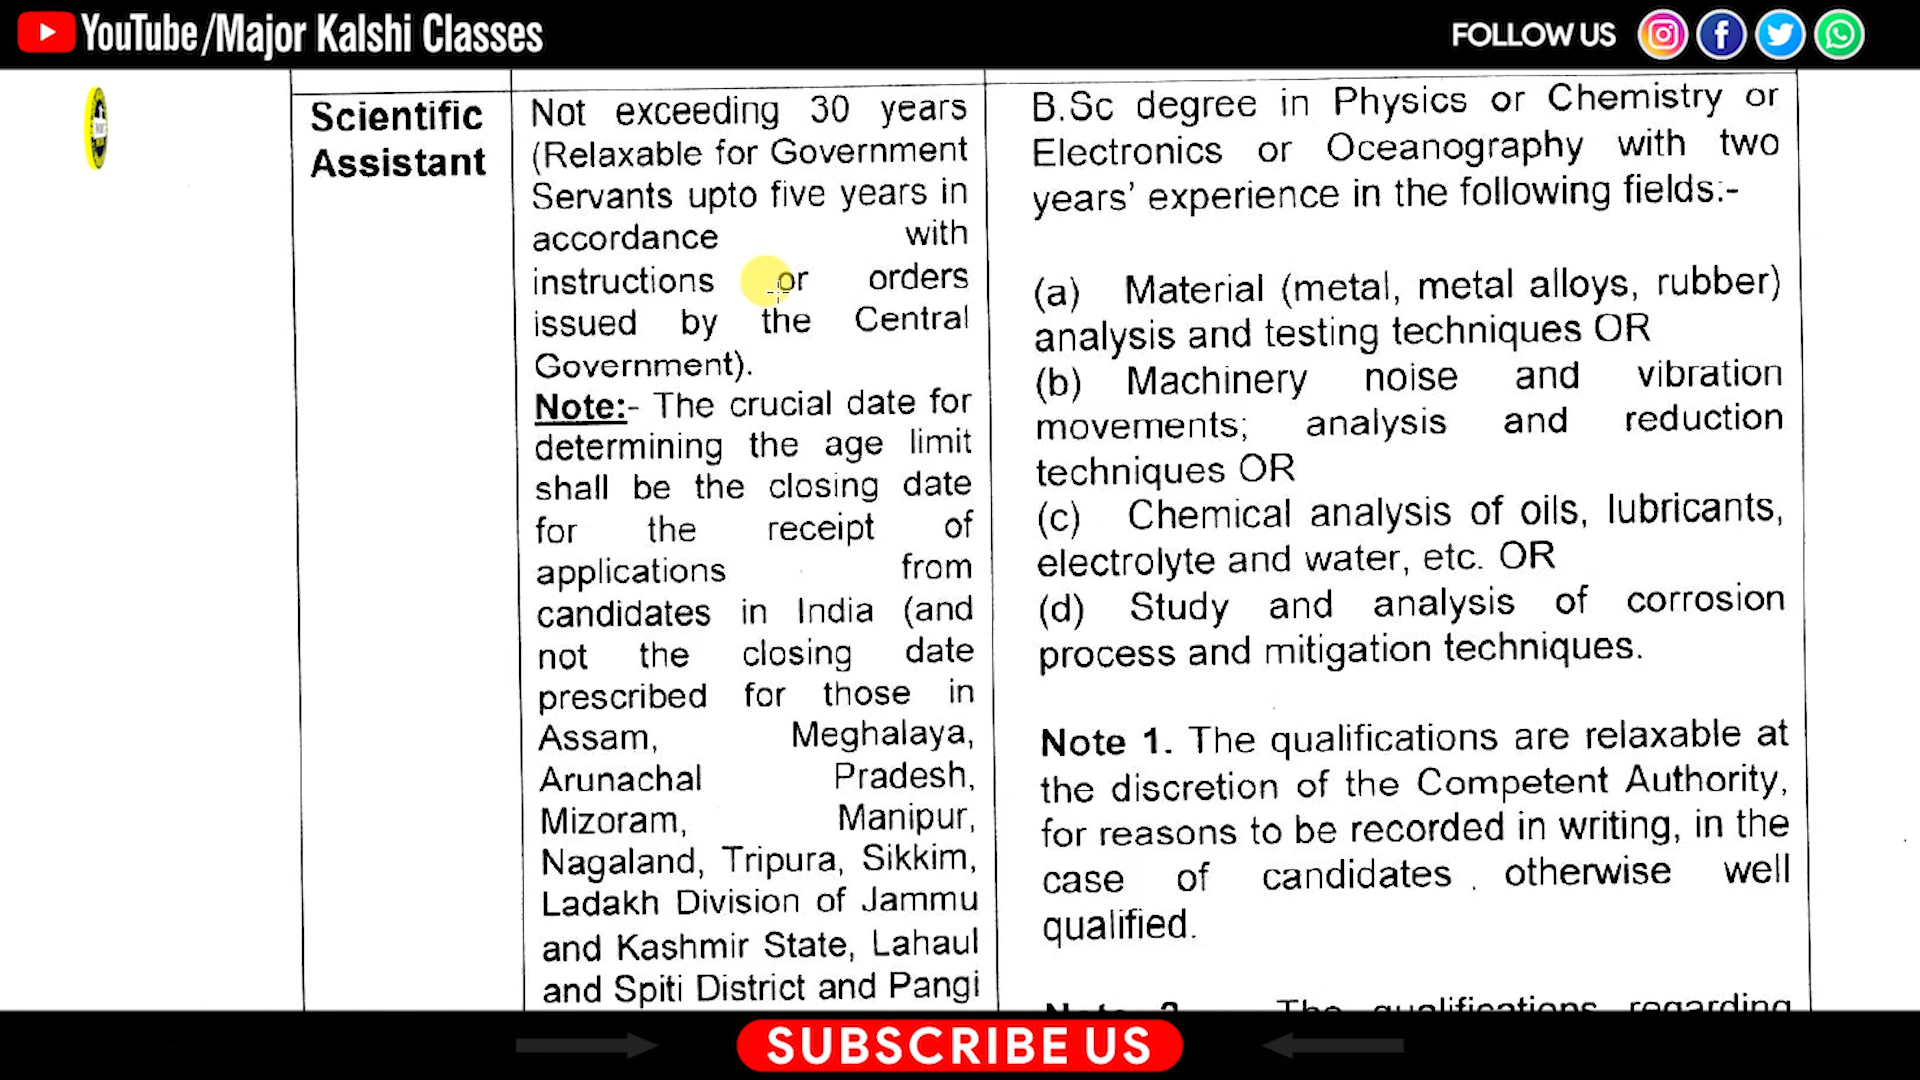 YouTube/Major Kalshi Classes
FOLLOW US
Scientific
Assistant
Not exceeding 30 years
(Relaxable for Government
Servants upto five years in
accordance with
instructions or orders
issued by the Central
Government).
Note:- The crucial date for
determining the age limit
shall be the closing date
for the receipt of
applications from
candidates in India (and
not the closing date
prescribed for those in
Assam, Meghalaya,
Arunachal Pradesh,
Mizoram, Manipur,
Nagaland, Tripura, Sikkim,
Ladakh Division of Jammu
and Kashmir State, Lahaul
and Spiti District and Pangi
B.Sc degree in Physics or Chemistry or
Electronics or Oceanography with two
years' experience in the following fields:-
(a) Material (metal, metal alloys, rubber)
analysis and testing techniques OR
(b) Machinery noise and vibration
movements; analysis and reduction
techniques OR
(c) Chemical analysis of oils, lubricants,
electrolyte and water, etc. OR
(d) Study and analysis of corrosion
process and mitigation techniques.
Note 1. The qualifications are relaxable at
the discretion of the Competent Authority,
for reasons to be recorded in writing, in the
case of candidates otherwise well
qualified.
Note 2. The qualifications regarding
SUBSCRIBE US